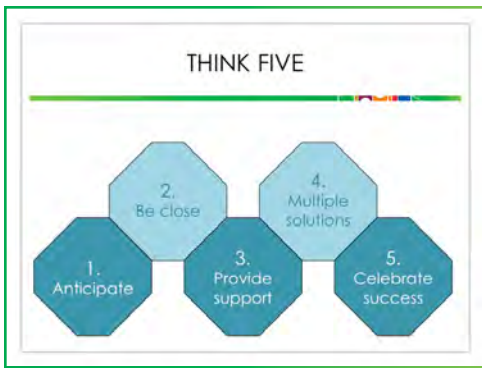 THINK FIVE
1.
Anticipate
2.
Be close
3.
Provide
support
4.
Multiple
solutions
5.
Celebrate
success